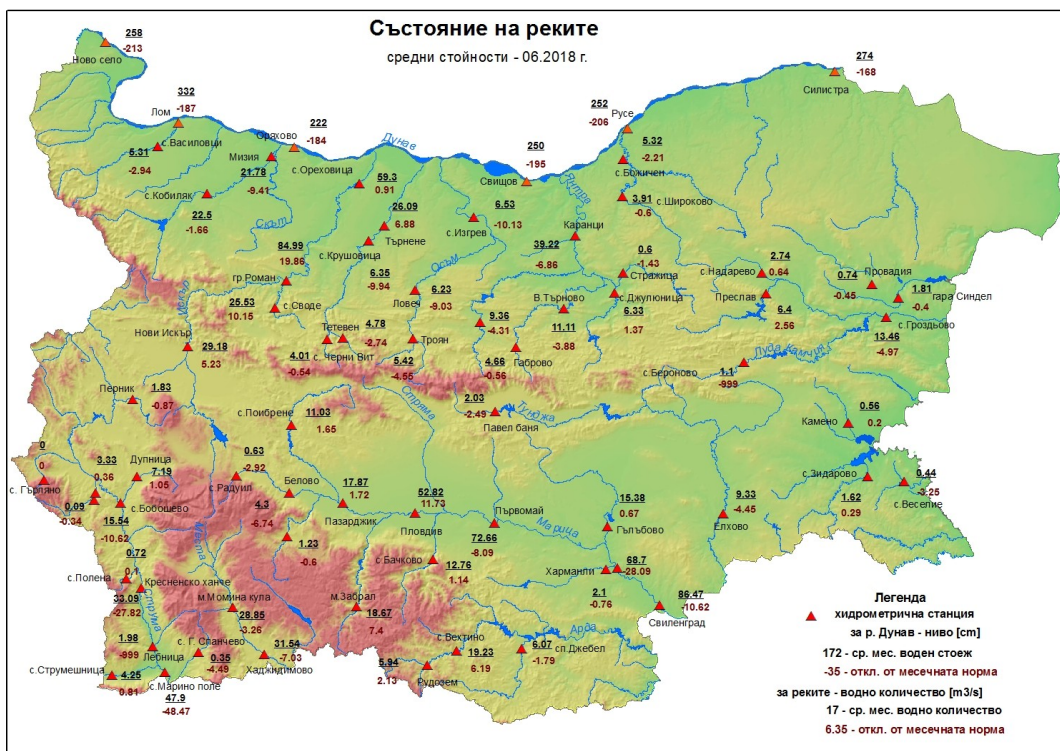 Състояние на реките
средни стойности - 06.2018 г.
258
-213
Ново село
274
-168
Силистра
332
-187
Лом
252
-206
Русе
222
-184
Оряхово
Дунав
250
-195
Свищов
Янтра
с.Василовци
5.31
-2.94
Мизия
21.78
-9.41
с.Ореховица
59.3
0.91
5.32
-2.21
с.Божичен
с.Кобиляк
22.5
-1.66
Скът
26.09
6.88
Търнене
6.53
-10.13
с.Изгрев
3.91
-0.6
с.Широково
Каранци
39.22
-6.86
84.99
19.86
гр.Роман
с.Крушовица
6.35
-9.94
Осъм
0.6
-1.43
Стражица
2.74
0.64
с.Надарево
0.74
-0.45
Провадия
1.81
-0.4
гара Синдел
25.53
10.15
с.Своде
Искър
Ловеч
6.23
-9.03
В.Търново
11.11
-3.88
с.Джулюница
6.33
1.37
Преслав
6.4
2.56
с.Гроздьово
13.46
-4.97
Нови Искър
29.18
5.23
Тетевен
4.78
-2.74
4.01
-0.54
с. Черни Вит
Троян
5.42
-4.55
9.36
-4.31
4.66
-0.56
Габрово
Луда Камчия
с.Бероново
1.1
-999
Перник
1.83
-0.87
с.Поибрене
11.03
1.65
Стряма
2.03
-2.49
Павел баня
Тунджа
0.56
0.2
Камено
0
0
с. Гърляно
3.33
0.36
Дупница
7.19
1.05
0.63
-2.92
с.Радуил
Белово
4.3
-6.74
17.87
1.72
Пазарджик
52.82
11.73
Пловдив
Първомай
72.66
-8.09
Марица
15.38
0.67
Гълъбово
9.33
-4.45
Елхово
с.Зидарово
1.62
0.29
0.44
-3.25
с.Веселие
0.09
-0.34
с.Бобошево
15.54
-10.62
Места
1.23
-0.6
с.Бачково
12.76
1.14
Харманли
68.7
-28.09
2.1
-0.76
86.47
-10.62
Свиленград
0.72
0.1
с.Полена
Кресненско ханче
33.09
-27.82
Струма
м.Момина кула
28.85
-3.26
м.Забрал
18.67
7.4
1.98
-999
Лебница
с. Г. Спанчево
0.35
-4.49
31.54
-7.03
Хаджидимово
с.Вехтино
19.23
6.19
5.94
2.13
Рудозем
Арда
6.07
-1.79
сп.Джебел
с.Струмешница
4.25
0.81
с.Марино поле
47.9
-48.47
Легенда
хидрометрична станция
за р. Дунав - ниво [cm]
172 - ср. мес. воден стоеж
-35 - откл. от месечната норма
за реките - водно количество [m3/s]
17 - ср. мес. водно количество
6.35 - откл. от месечната норма